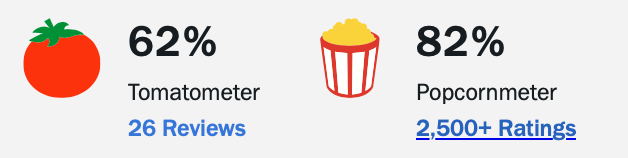 62%
Tomatometer
26 Reviews
82%
Popcornmeter
2,500+ Ratings